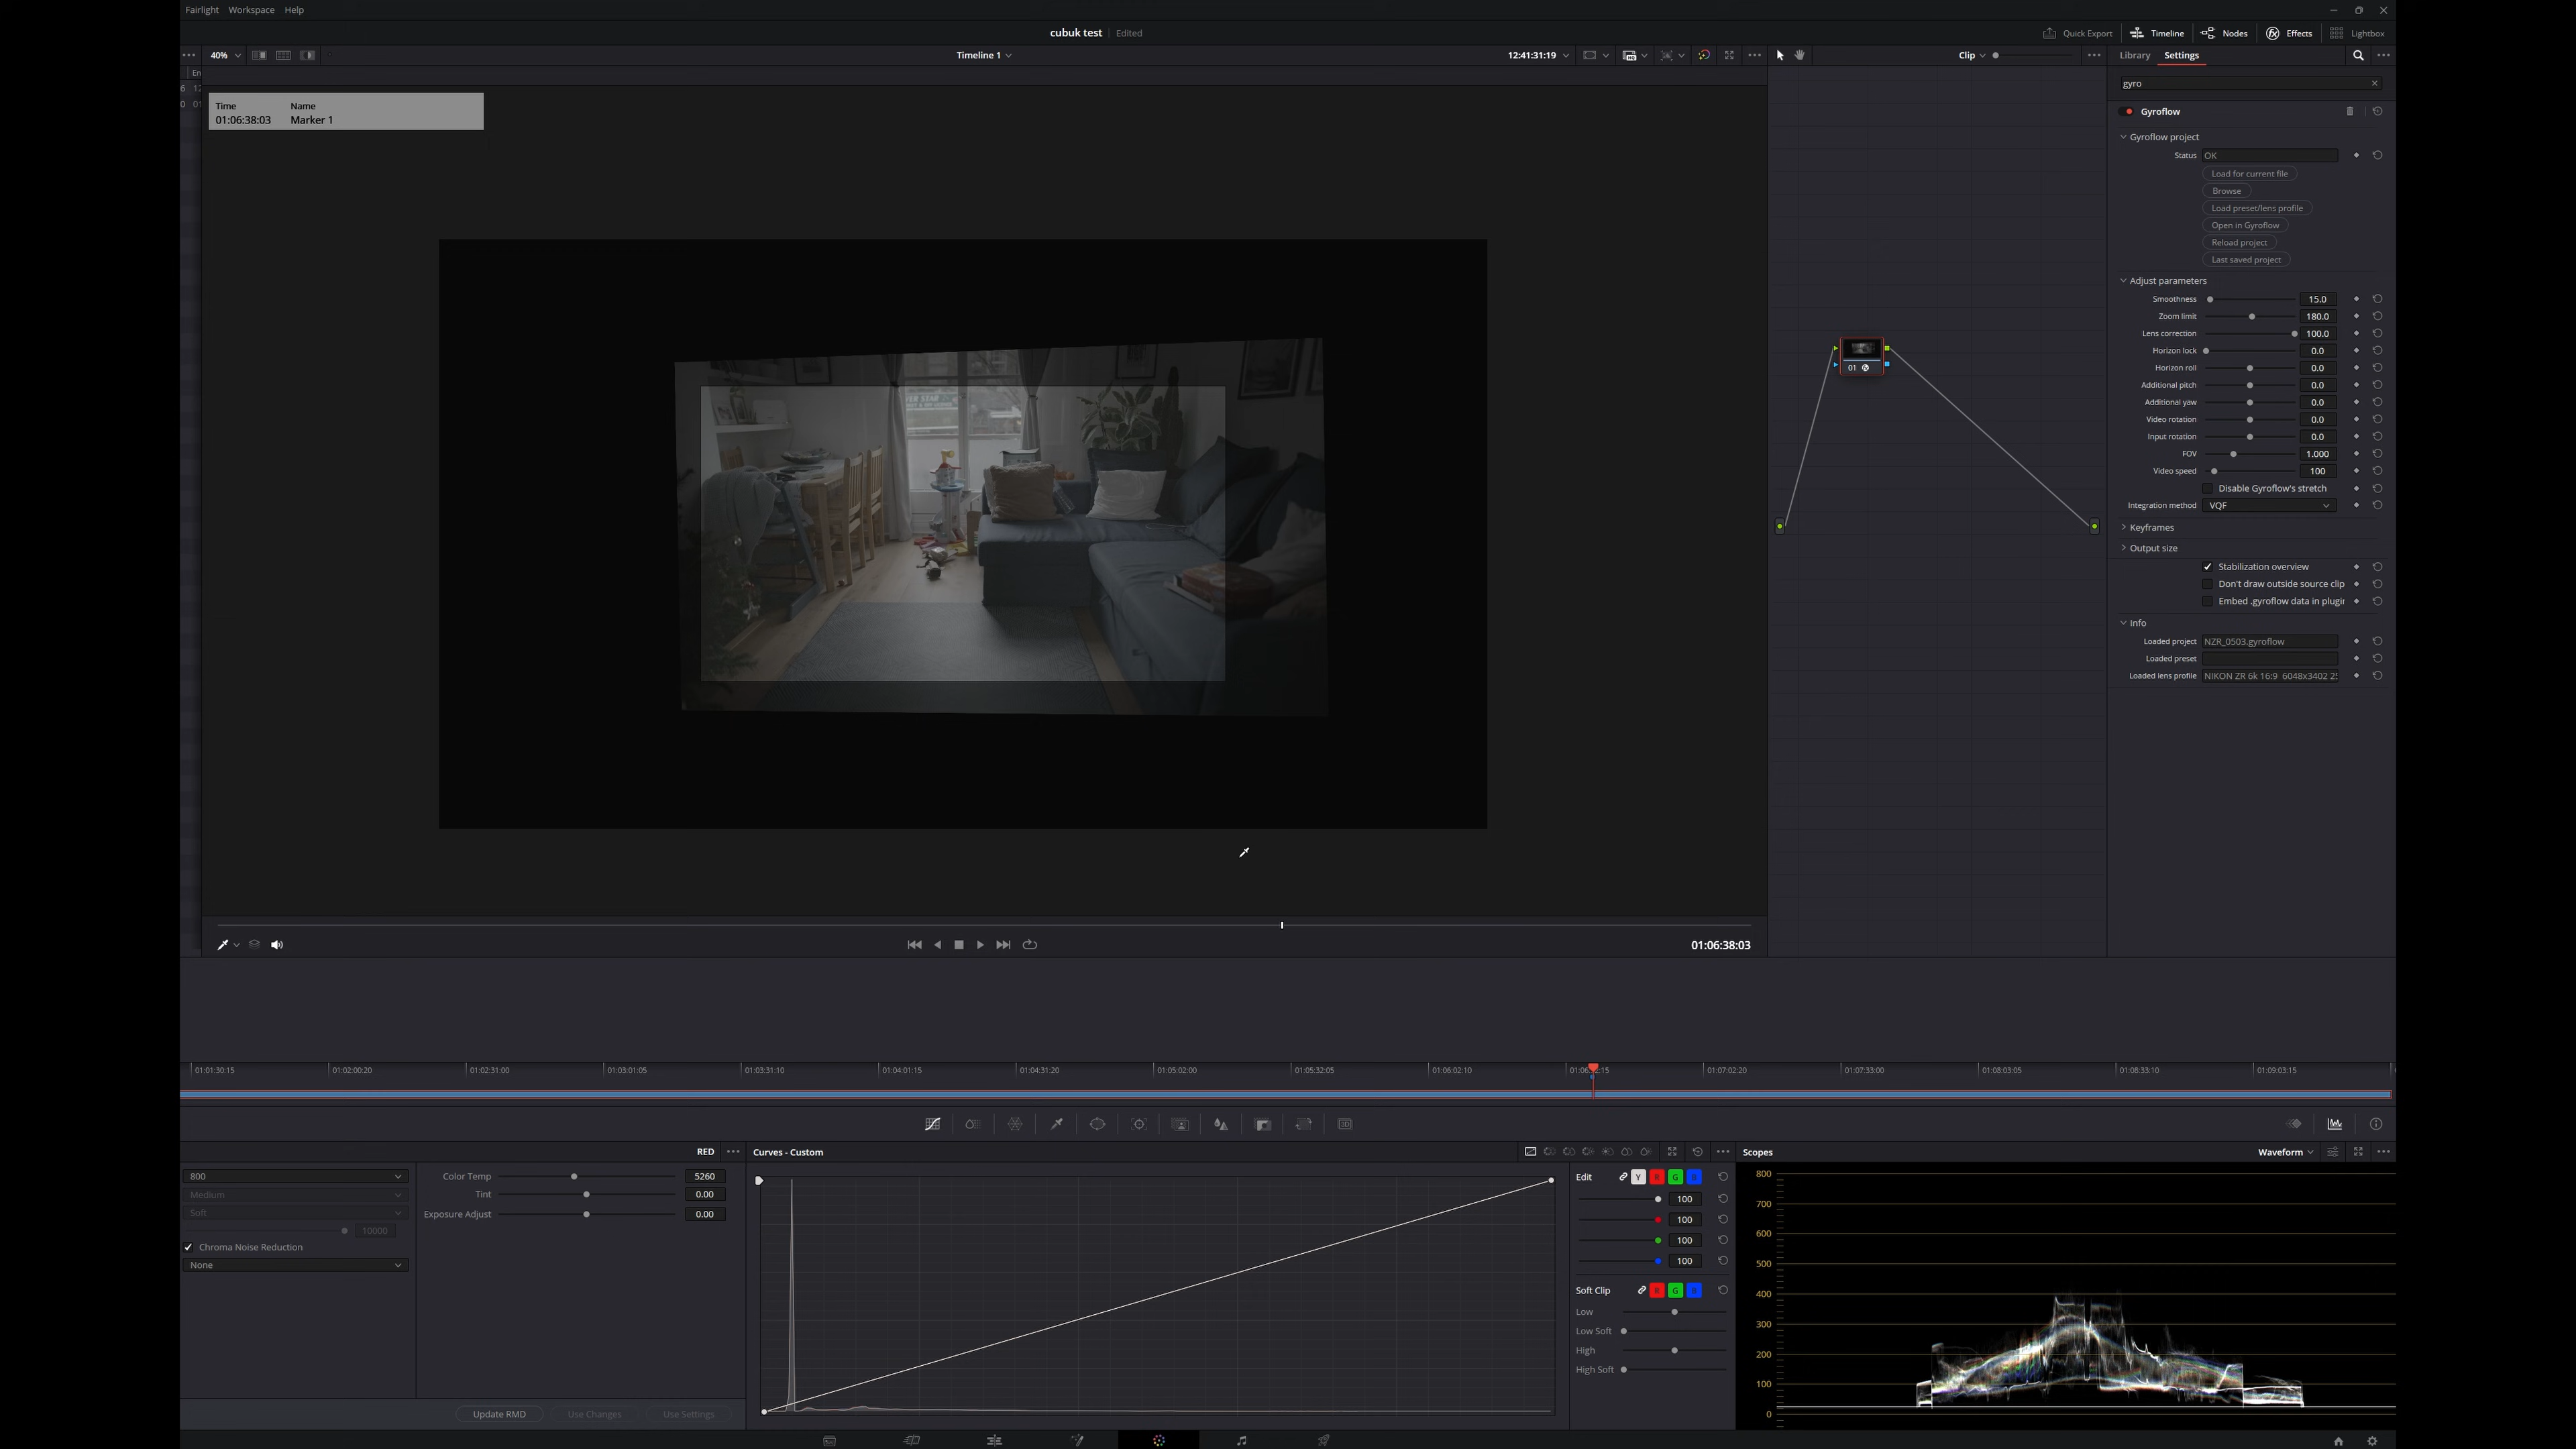 Fairlight Workspace Help
cubuk test Edited
Quick Export Timeline Nodes Effects Lightbox
40% Timeline 1 12:41:31:19 Clip Library Settings
En
6 12
0 01
Time Name
01:06:38:03 Marker 1
gyro
Gyroflow
Gyroflow project
Status OK
Load for current file
Browse
Load preset/lens profile
Open in Gyroflow
Reload project
Last saved project
Adjust parameters
Smoothness 15.0
Zoom limit 180.0
Lens correction 100.0
Horizon lock 0.0
Horizon roll 0.0
Additional pitch 0.0
Additional yaw 0.0
Video rotation 0.0
Input rotation 0.0
FOV 1.000
Video speed 100
Disable Gyroflow's stretch
Integration method VQF
Keyframes
Output size
Stabilization overview
Don't draw outside source clip
Embed .gyroflow data in plugin
Info
Loaded project NZR_0503.gyroflow
Loaded preset
Loaded lens profile NIKON ZR 6k 16:9 6048x3402 25
01
01:06:38:03
01:01:30:15 01:02:00:20 01:02:31:00 01:03:01:05 01:03:31:10 01:04:01:15 01:04:31:20 01:05:02:00 01:05:32:05 01:06:02:10 01:06:32:15 01:07:02:20 01:07:33:00 01:08:03:05 01:08:33:10 01:09:03:15
RED
800
Medium
Soft
10000
Chroma Noise Reduction
None
Color Temp 5260
Tint 0.00
Exposure Adjust 0.00
Update RMD Use Changes Use Settings
Curves - Custom
Edit Y R G B
100
100
100
100
Soft Clip R G B
Low
Low Soft
High
High Soft
Scopes Waveform
800
700
600
500
400
300
200
100
0